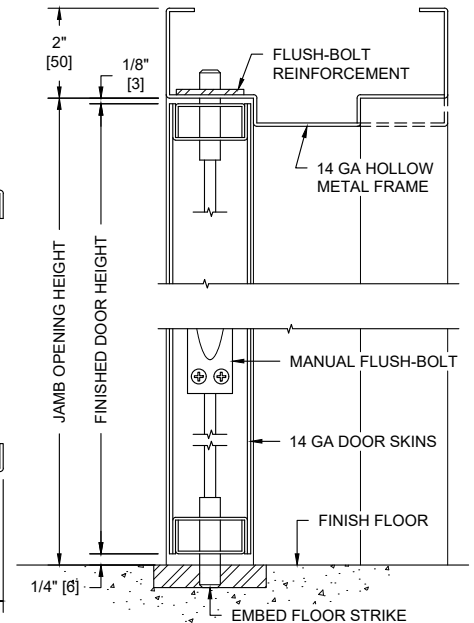 2"
[50]
1/8"
[3]
FLUSH-BOLT
REINFORCEMENT
14 GA HOLLOW
METAL FRAME
JAMB OPENING HEIGHT
FINISHED DOOR HEIGHT
MANUAL FLUSH-BOLT
14 GA DOOR SKINS
FINISH FLOOR
1/4" [6]
EMBED FLOOR STRIKE